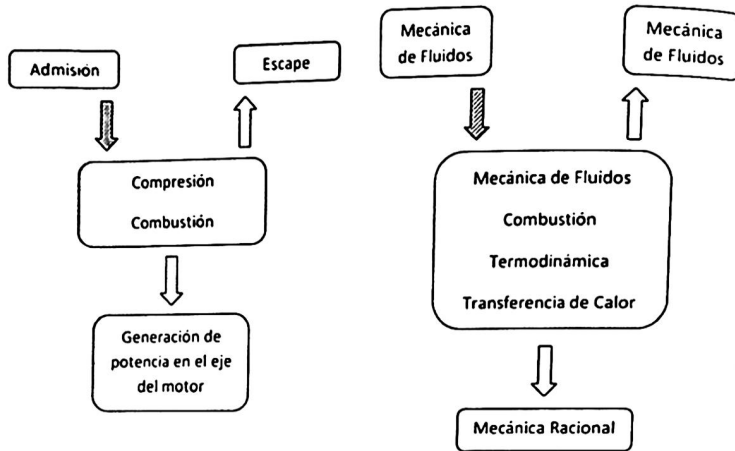 Admisión
Escape
Compresión
Combustión
Generación de
potencia en el eje
del motor
Mecánica
de Fluidos
Mecánica
de Fluidos
Mecánica de Fluidos
Combustión
Termodinámica
Transferencia de Calor
Mecánica Racional